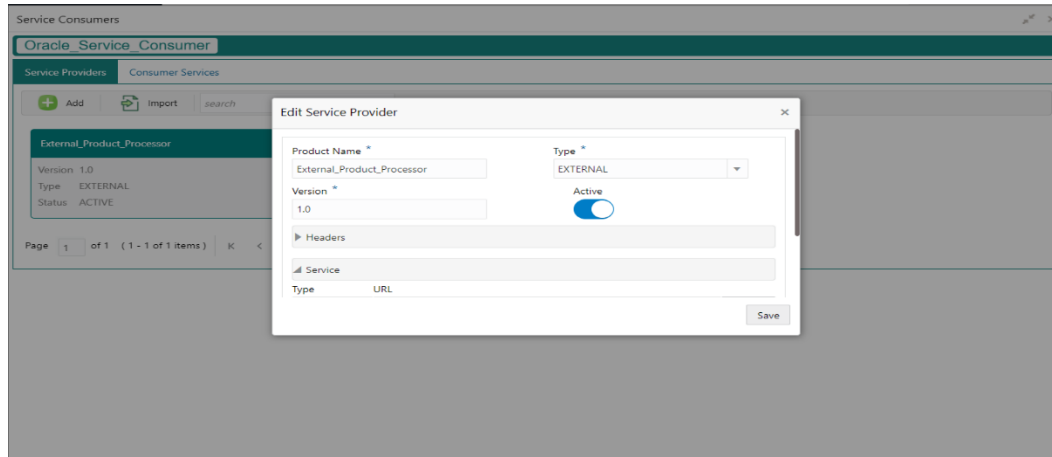 Service Consumers
Oracle_Service_Consumer
Service Providers Consumer Services
Add Import search
External_Product_Processor
Version 1.0
Type EXTERNAL
Status ACTIVE
Page 1 of 1 ( 1 - 1 of 1 items )
Edit Service Provider
Product Name * Type *
External_Product_Processor EXTERNAL
Version * Active
1.0
Headers
Service
Type URL
Save